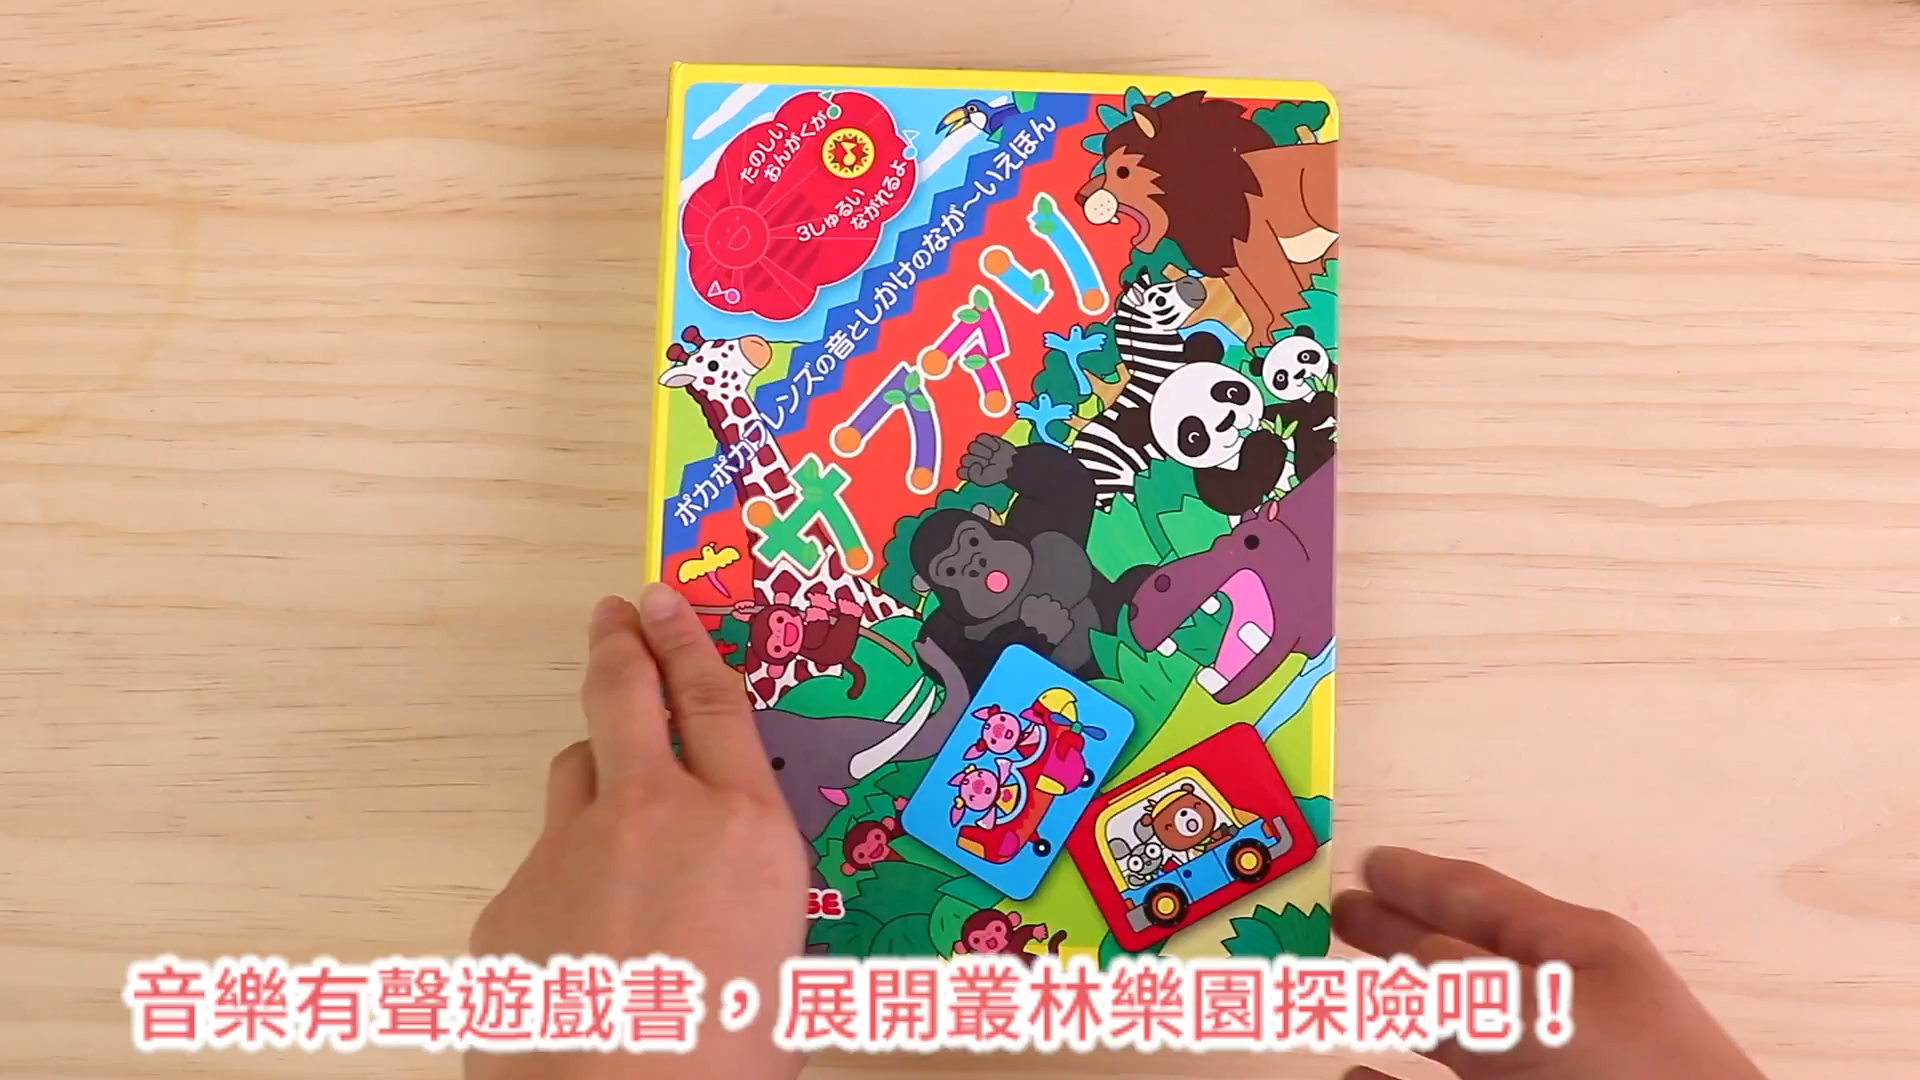 たのしい
おんがくが
3しゅるい
ながれるよ
ポカポカフレンズの音としかけのなが〜いえほん
サファリ
音樂有聲遊戲書，展開叢林樂園探險吧！